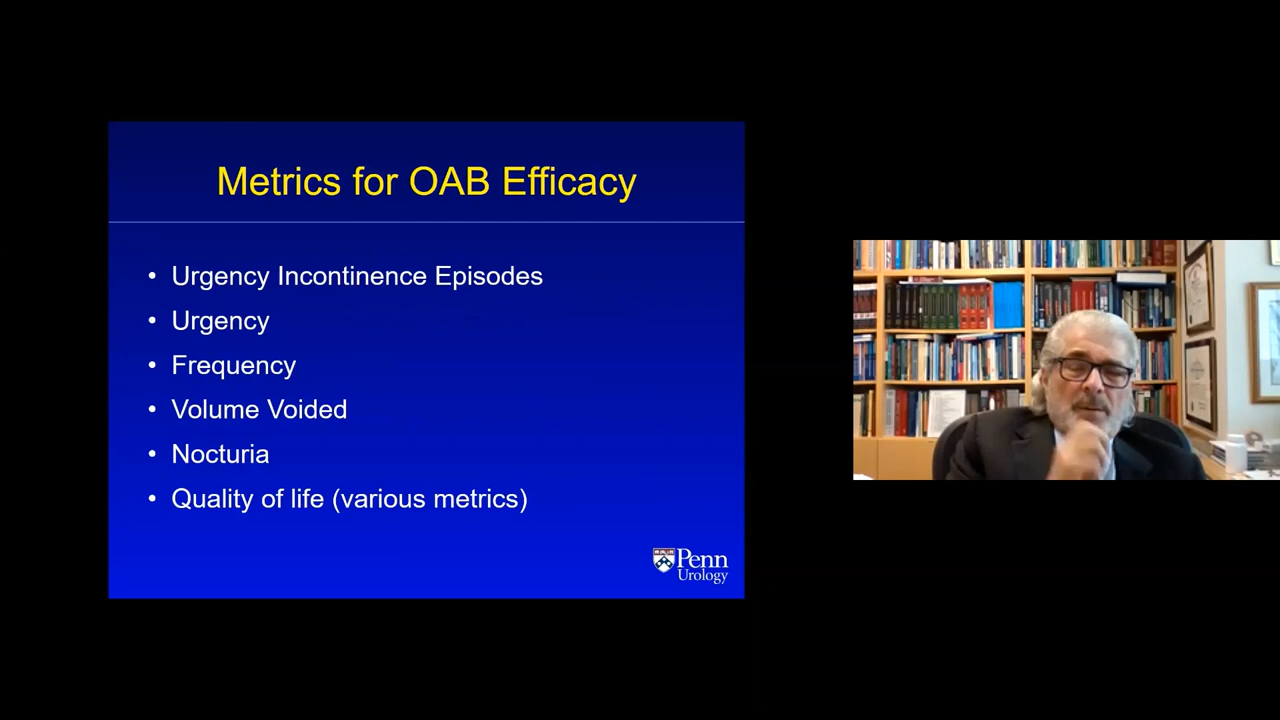 Metrics for OAB Efficacy
• Urgency Incontinence Episodes
• Urgency
• Frequency
• Volume Voided
• Nocturia
• Quality of life (various metrics)
Penn
Urology